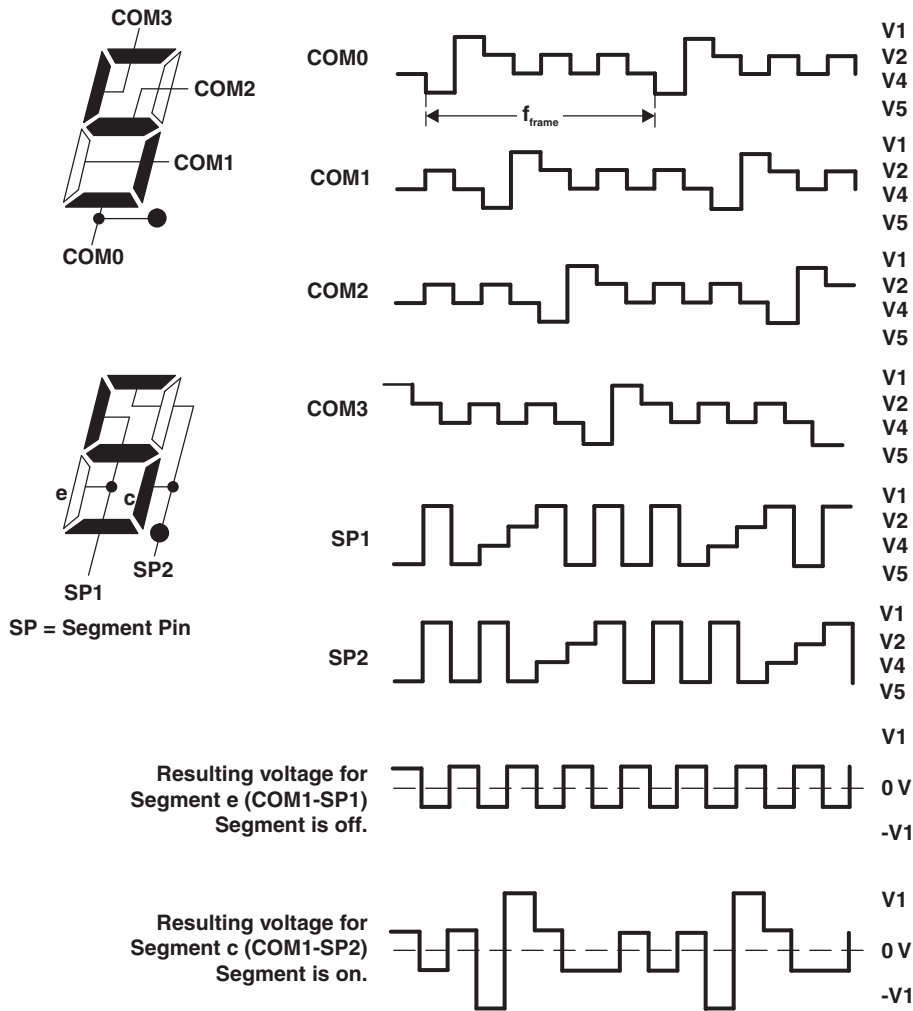 COM3
COM2
COM1
COM0
COM0
V1
V2
V4
V5
f_frame
COM1
V1
V2
V4
V5
COM2
V1
V2
V4
V5
COM3
V1
V2
V4
V5
e
c
SP1
SP2
SP = Segment Pin
SP1
V1
V2
V4
V5
SP2
V1
V2
V4
V5
Resulting voltage for
Segment e (COM1-SP1)
Segment is off.
V1
0 V
-V1
Resulting voltage for
Segment c (COM1-SP2)
Segment is on.
V1
0 V
-V1